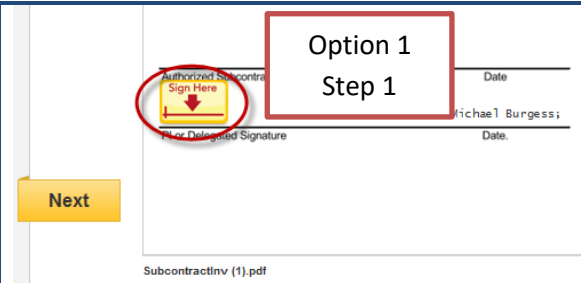 Option 1
Step 1
Authorized Subcontra
Date
Sign Here
Michael Burgess;
PI or Delegated Signature
Date.
Next
SubcontractInv (1).pdf